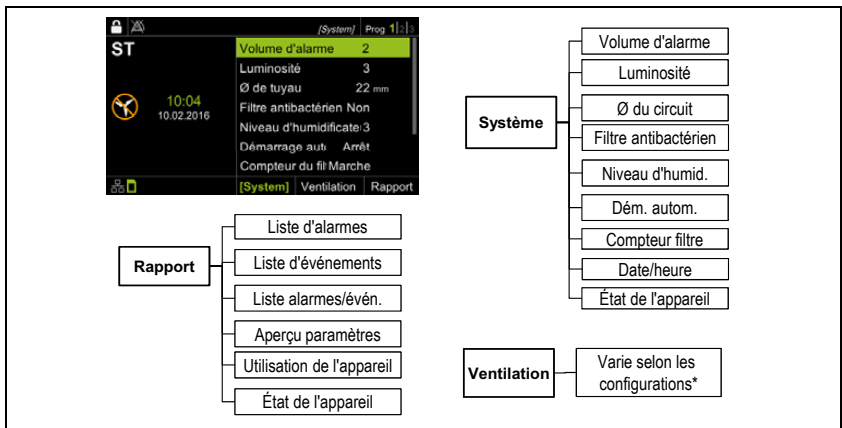 [System] Prog 1|2|3
ST
Volume d'alarme 2
Luminosité 3
Ø de tuyau 22 mm
10:04
10.02.2016
Filtre antibactérien Non
Niveau d'humidificate 3
Démarrage aut Arrêt
Compteur du fil Marche
[System] Ventilation Rapport
Rapport
Liste d'alarmes
Liste d'événements
Liste alarmes/évén.
Aperçu paramètres
Utilisation de l'appareil
État de l'appareil
Système
Volume d'alarme
Luminosité
Ø du circuit
Filtre antibactérien
Niveau d'humid.
Dém. autom.
Compteur filtre
Date/heure
État de l'appareil
Ventilation
Varie selon les
configurations*